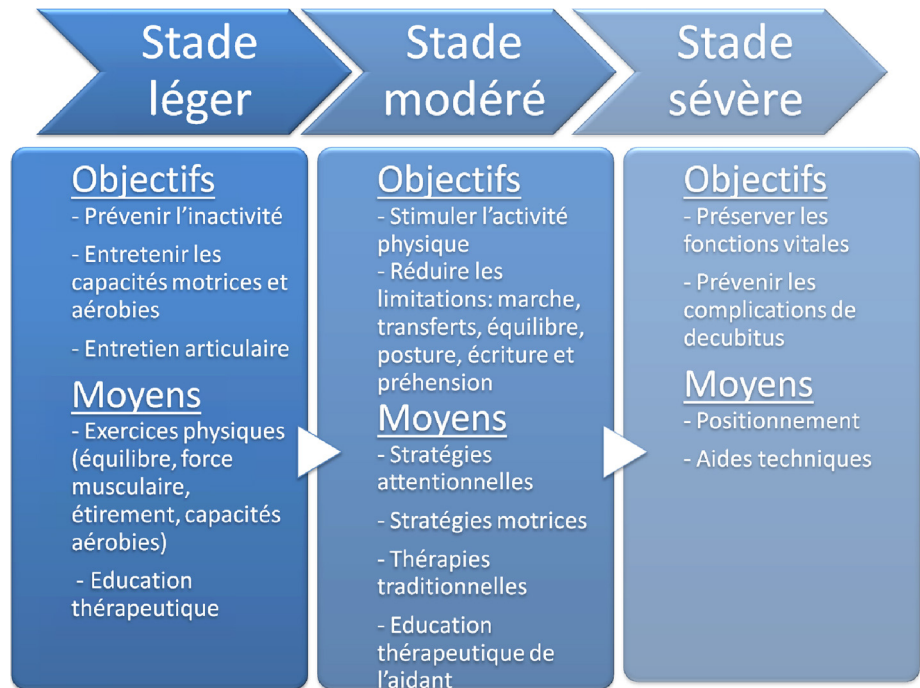 Stade
léger
Stade
modéré
Stade
sévère
Objectifs
- Prévenir l'inactivité
- Entretenir les
capacités motrices et
aérobies
- Entretien articulaire
Moyens
- Exercices physiques
(équilibre, force
musculaire,
étirement, capacités
aérobies)
- Education
thérapeutique
Objectifs
- Stimuler l'activité
physique
- Réduire les
limitations: marche,
transferts, équilibre,
posture, écriture et
préhension
Moyens
- Stratégies
attentionnelles
- Stratégies motrices
- Thérapies
traditionnelles
- Education
thérapeutique de
l'aidant
Objectifs
- Préserver les
fonctions vitales
- Prévenir les
complications de
decubitus
Moyens
- Positionnement
- Aides techniques